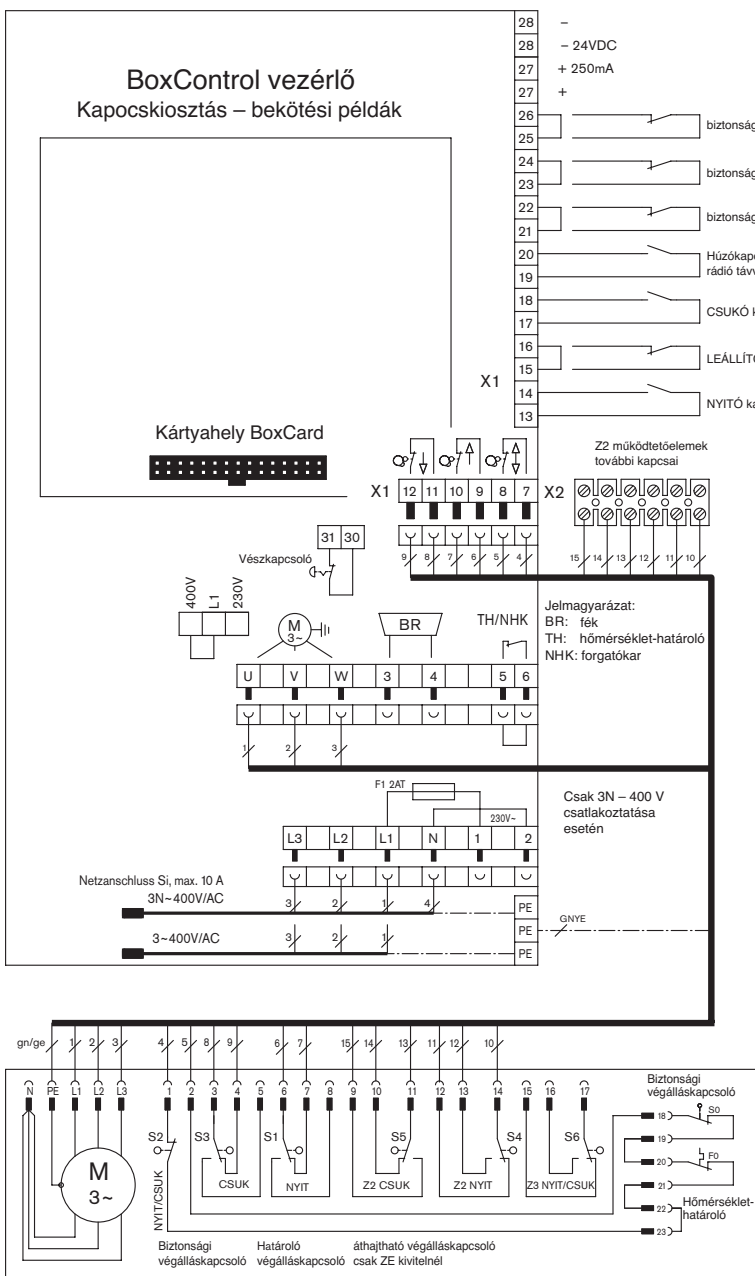 BoxControl vezérlő
Kapocskiosztás – bekötési példák
28 –
28 – 24VDC
27 + 250mA
27 +
26
25
24
23
22
21
20
19
18
17
16
15
14
13
X1
CSUKÓ
NYITÓ
rádió
Kártyahely BoxCard
Z2 működtetőelemek
további kapcsai
X1 12 11 10 9 8 7 X2
9 8 7 6 5 4
15 14 13 12 11 10
31 30
Vészkapcsoló
400V L1 230V
M
3~
BR
TH/NHK
Jelmagyarázat:
BR: fék
TH: hőmérséklet-határoló
NHK: forgatókar
U V W 3 4 5 6
1 2 3
F1 2AT
230V~
Csak 3N – 400 V
csatlakoztatása
esetén
L3 L2 L1 N 1 2
Netzanschluss Si, max. 10 A
3N~400V/AC
3 2 1 4
PE
PE
GNYE
3~400V/AC
3 2 1
PE
gn/ge 1 2 3 4 5 8 9 6 7 15 14 13 11 12 10
N PE L1 L2 L3 1 2 3 4 5 6 7 8 9 10 11 12 13 14 15 16 17
Biztonsági
végálláskapcsoló
18 S0
19
20 F0
21
22
23
Hőmérséklet-
határoló
M
3~
S2 S3 S1 S5 S4 S6
NYIT/CSUK
CSUK
NYIT
Z2 CSUK
Z2 NYIT
Z3 NYIT/CSUK
Biztonsági
végálláskapcsoló
Határoló
végálláskapcsoló
áthajtható végálláskapcsoló
csak ZE kivitelnél